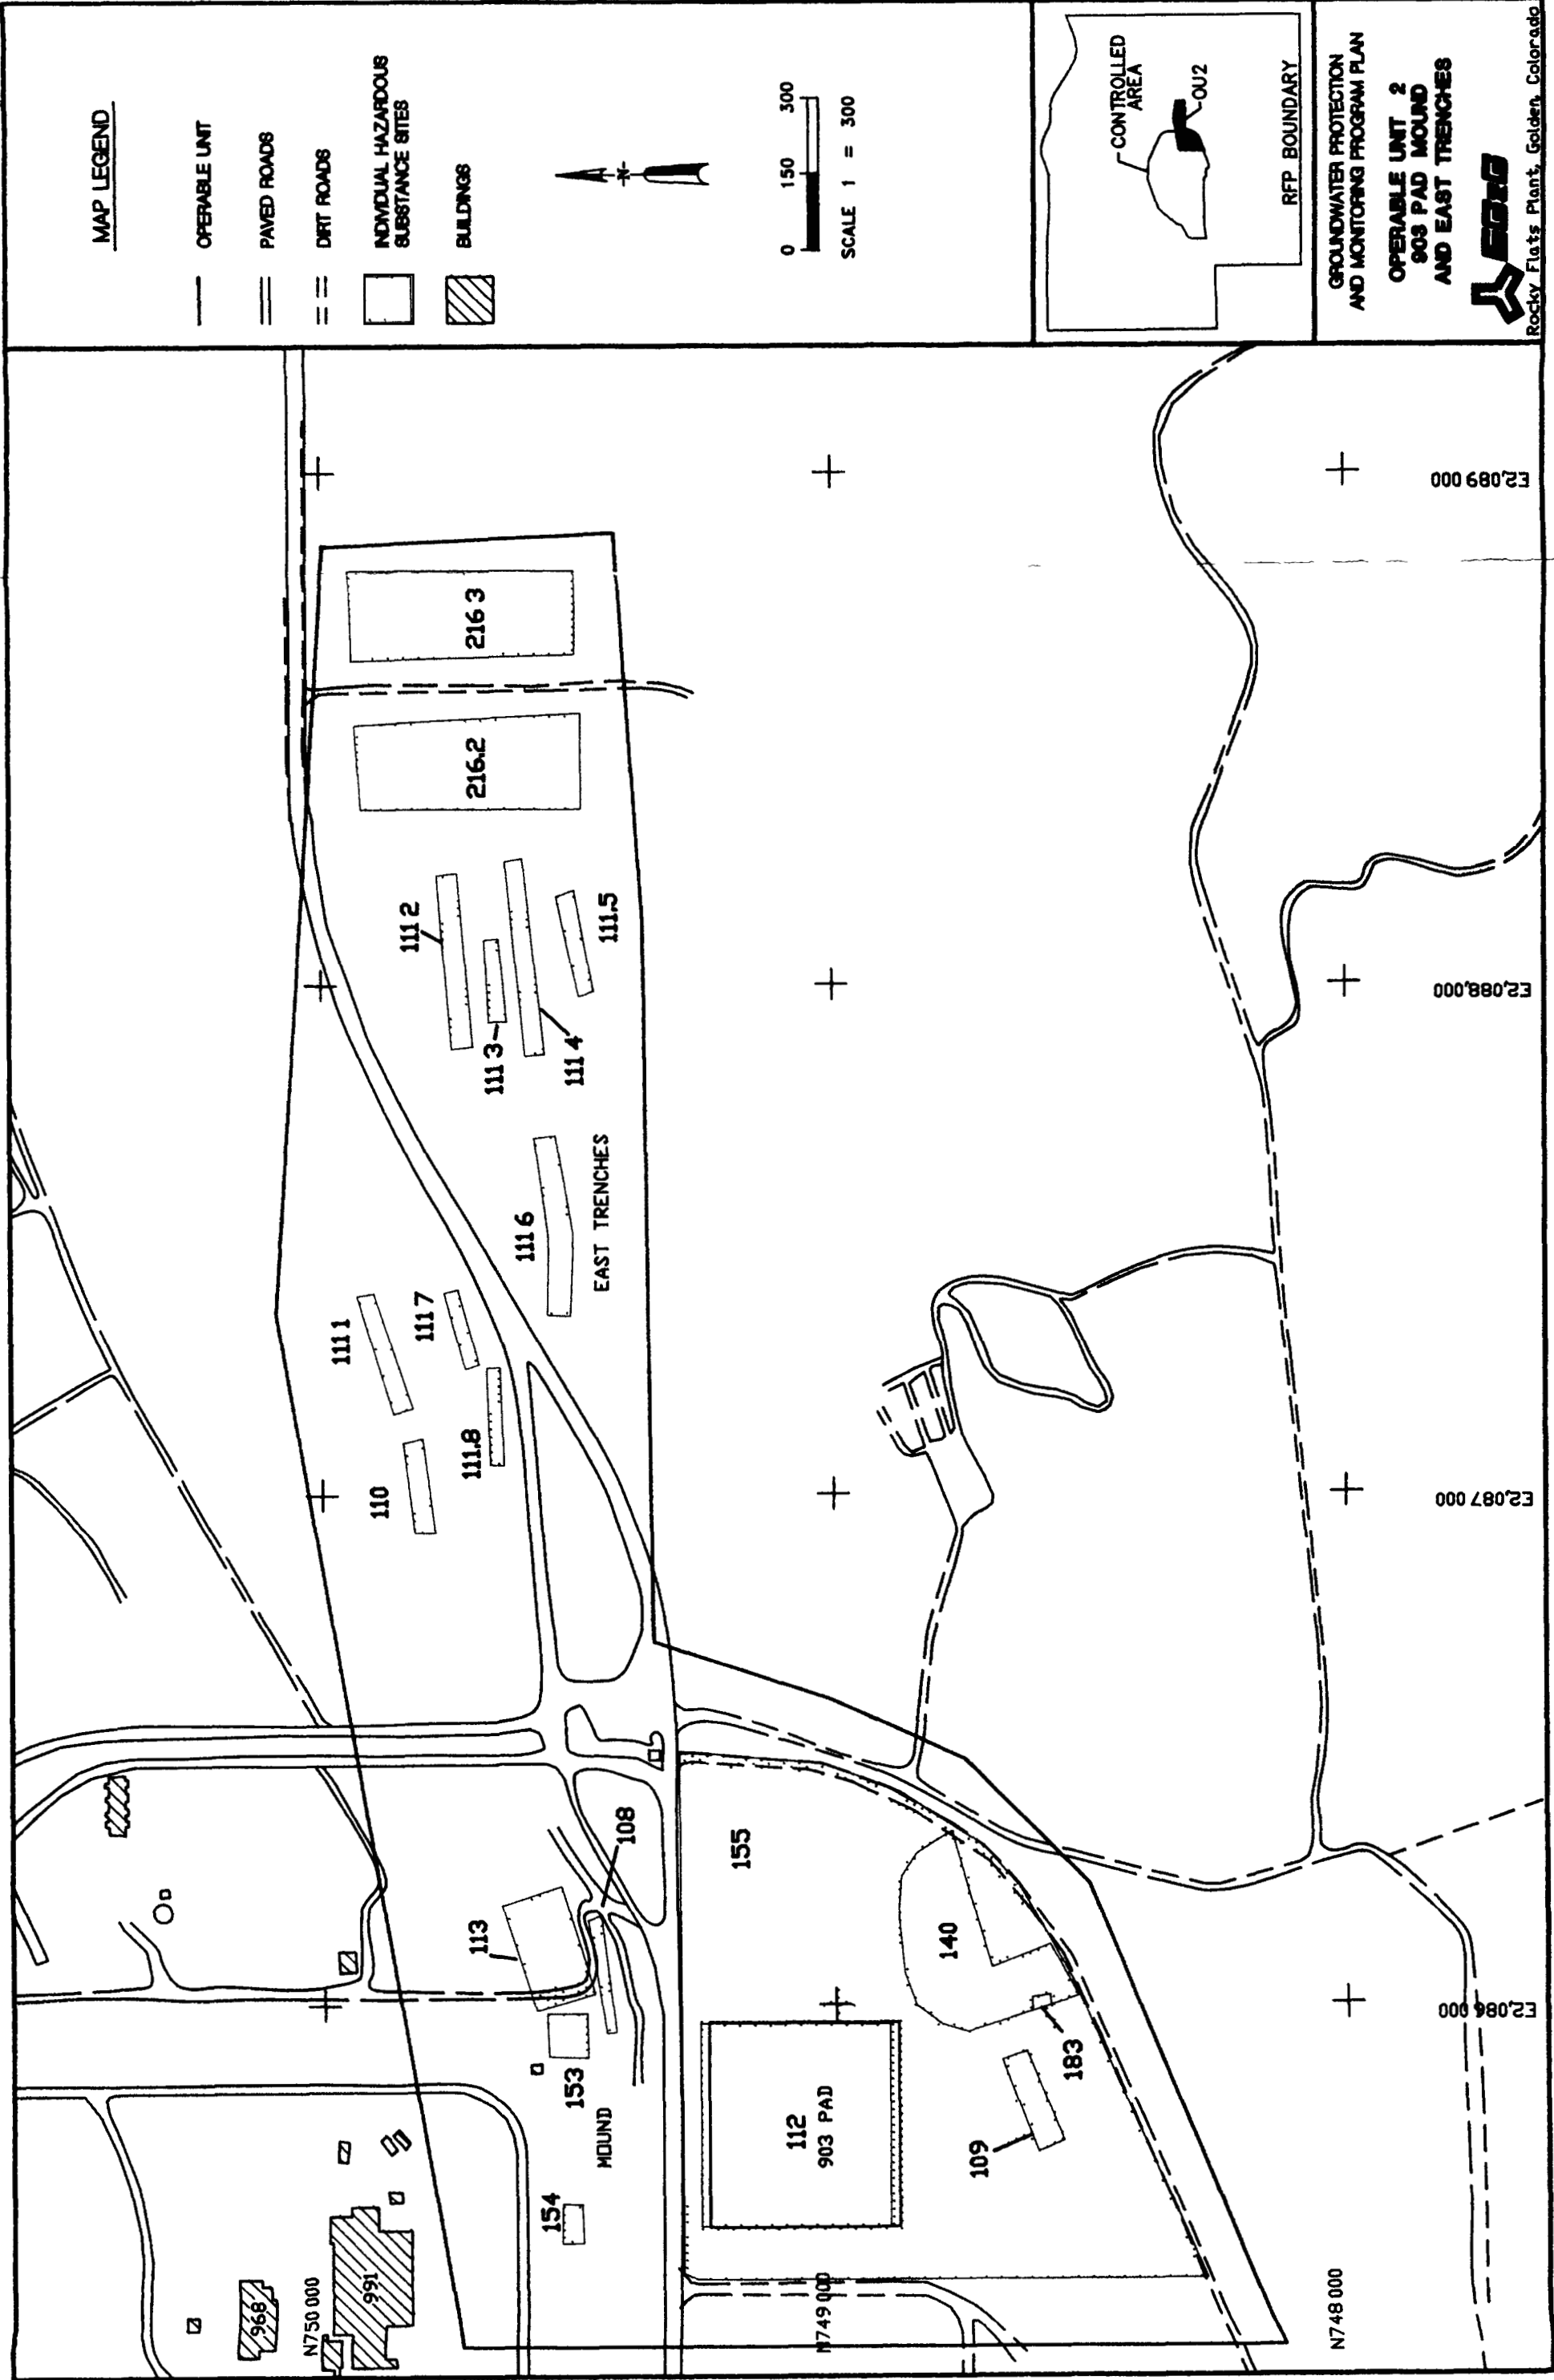 MAP LEGEND
OPERABLE UNIT
PAVED ROADS
DIRT ROADS
INDIVIDUAL HAZARDOUS
SUBSTANCE SITES
BUILDINGS
N
0 150 300
SCALE 1 = 300
CONTROLLED
AREA
OU2
RFP BOUNDARY
GROUNDWATER PROTECTION
AND MONITORING PROGRAM PLAN
OPERABLE UNIT 2
903 PAD MOUND
AND EAST TRENCHES
EG&G
Rocky Flats Plant, Golden, Colorado
968
N750 000
991
154
MOUND
153
113
108
110
111 1
111 7
111.8
111 6
EAST TRENCHES
111 2
111 3
111 4
111.5
216.2
216 3
155
112
903 PAD
140
109
183
N749 000
N748 000
E2,086 000
E2,087 000
E2,088,000
E2,089 000